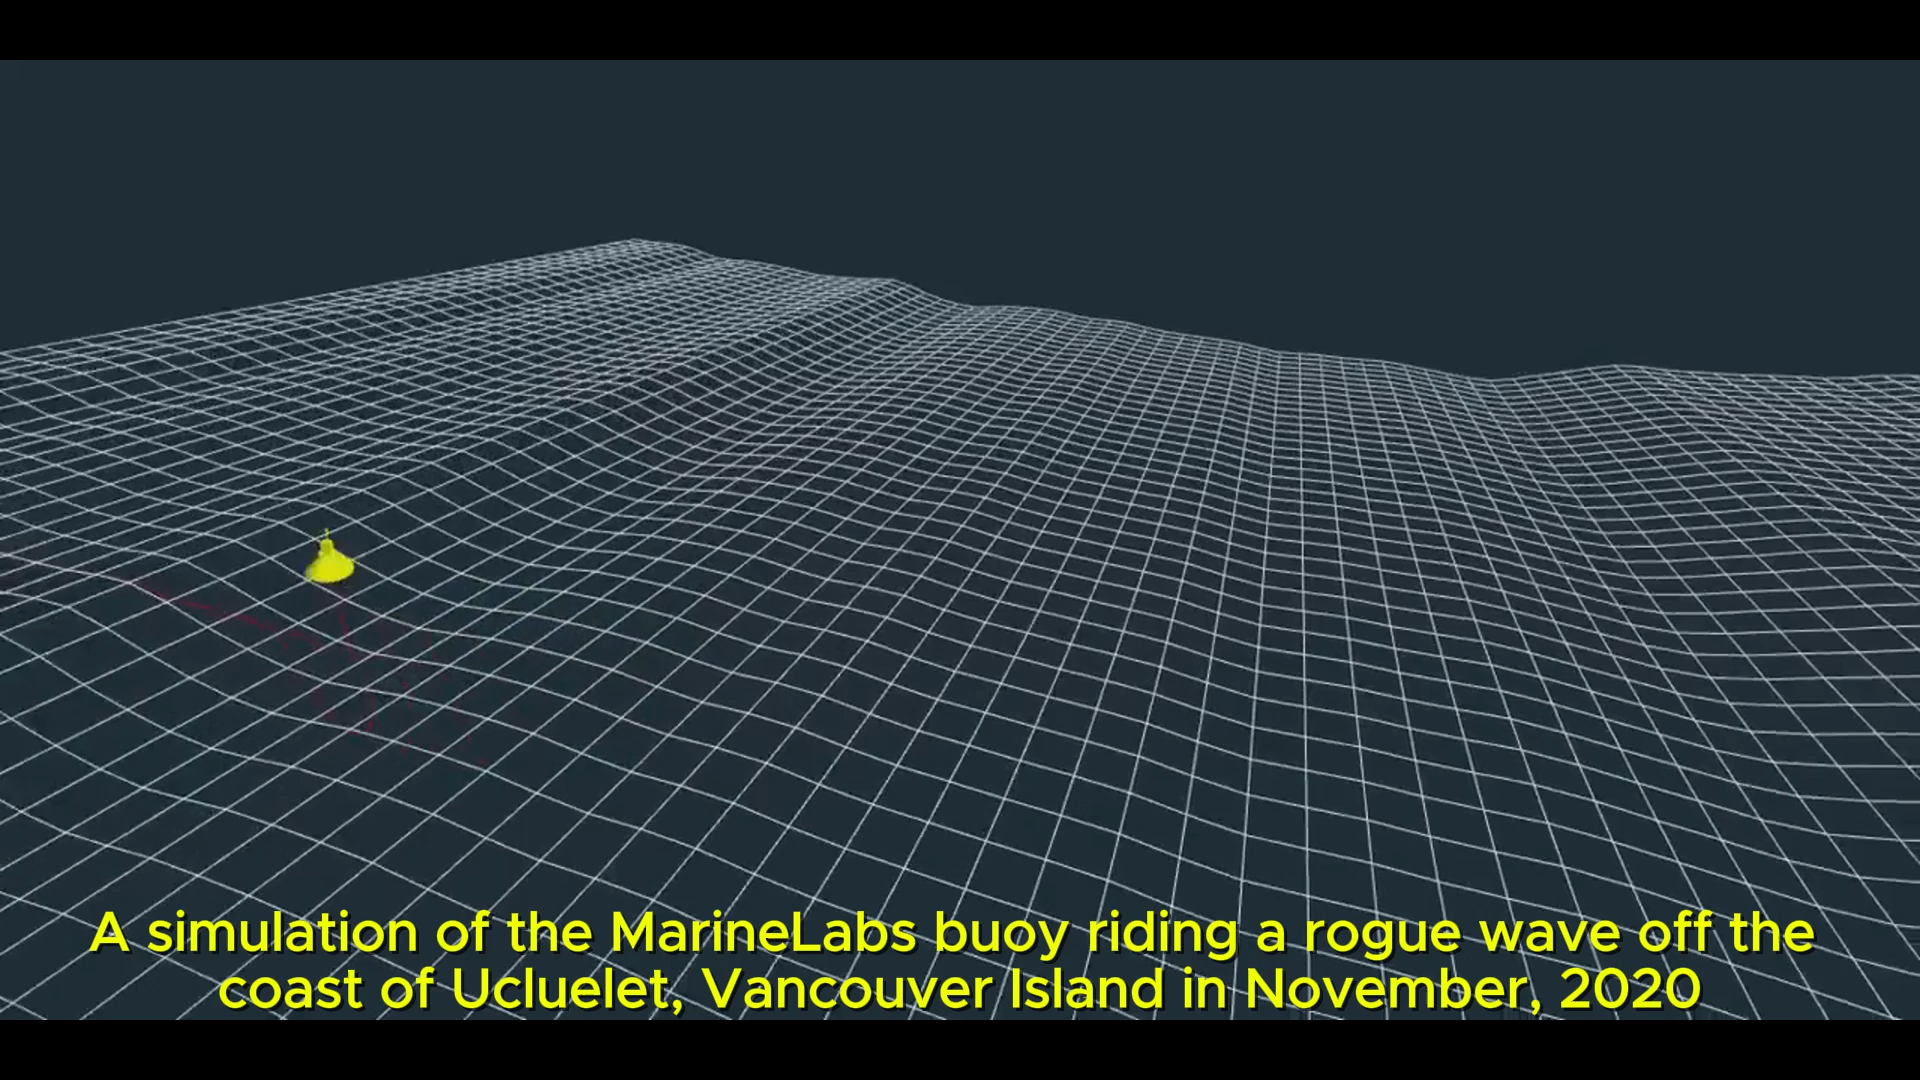 A simulation of the MarineLabs buoy riding a rogue wave off the
coast of Ucluelet, Vancouver Island in November, 2020